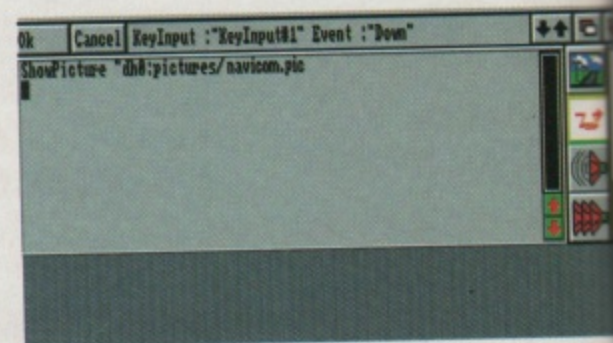 Ok Cancel KeyInput :"KeyInput#1" Event :"Down"
ShowPicture "dh0:pictures/navicom.pic